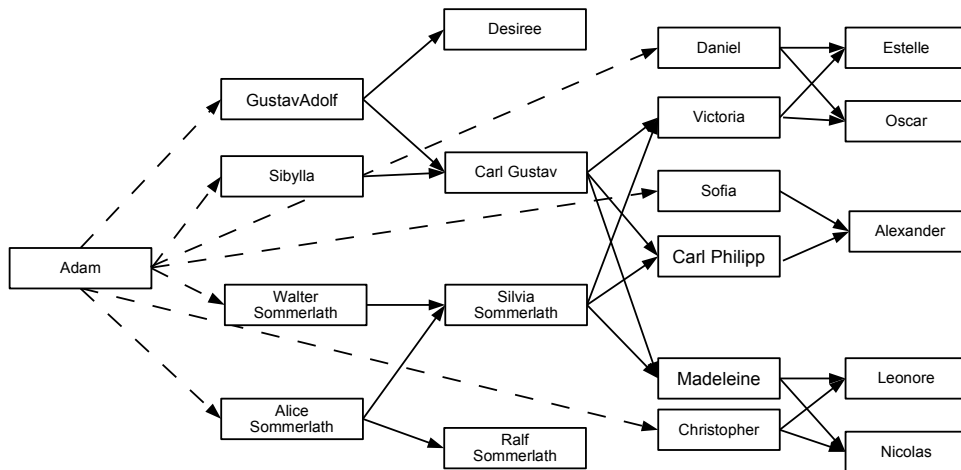 Desiree
Daniel
Estelle
GustavAdolf
Victoria
Oscar
Sibylla
Carl Gustav
Sofia
Alexander
Adam
Carl Philipp
Walter
Sommerlath
Silvia
Sommerlath
Madeleine
Leonore
Alice
Sommerlath
Christopher
Ralf
Sommerlath
Nicolas